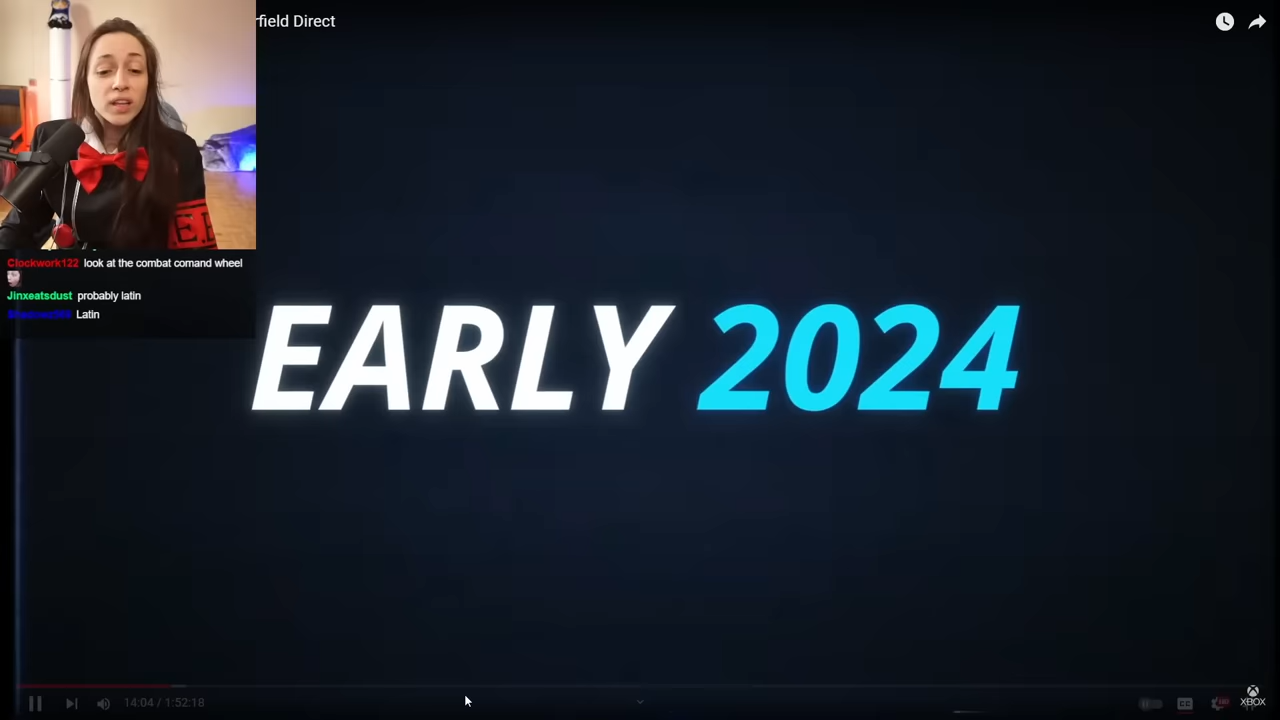 rfield Direct
Clockwork122 look at the combat comand wheel
Jinxeatsdust probably latin
Latin
EARLY 2024
14:04 / 1:52:18
XBOX